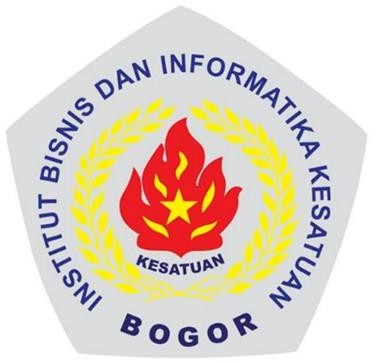 INSTITUT BISNIS DAN INFORMATIKA KESATUAN
KESATUAN
BOGOR